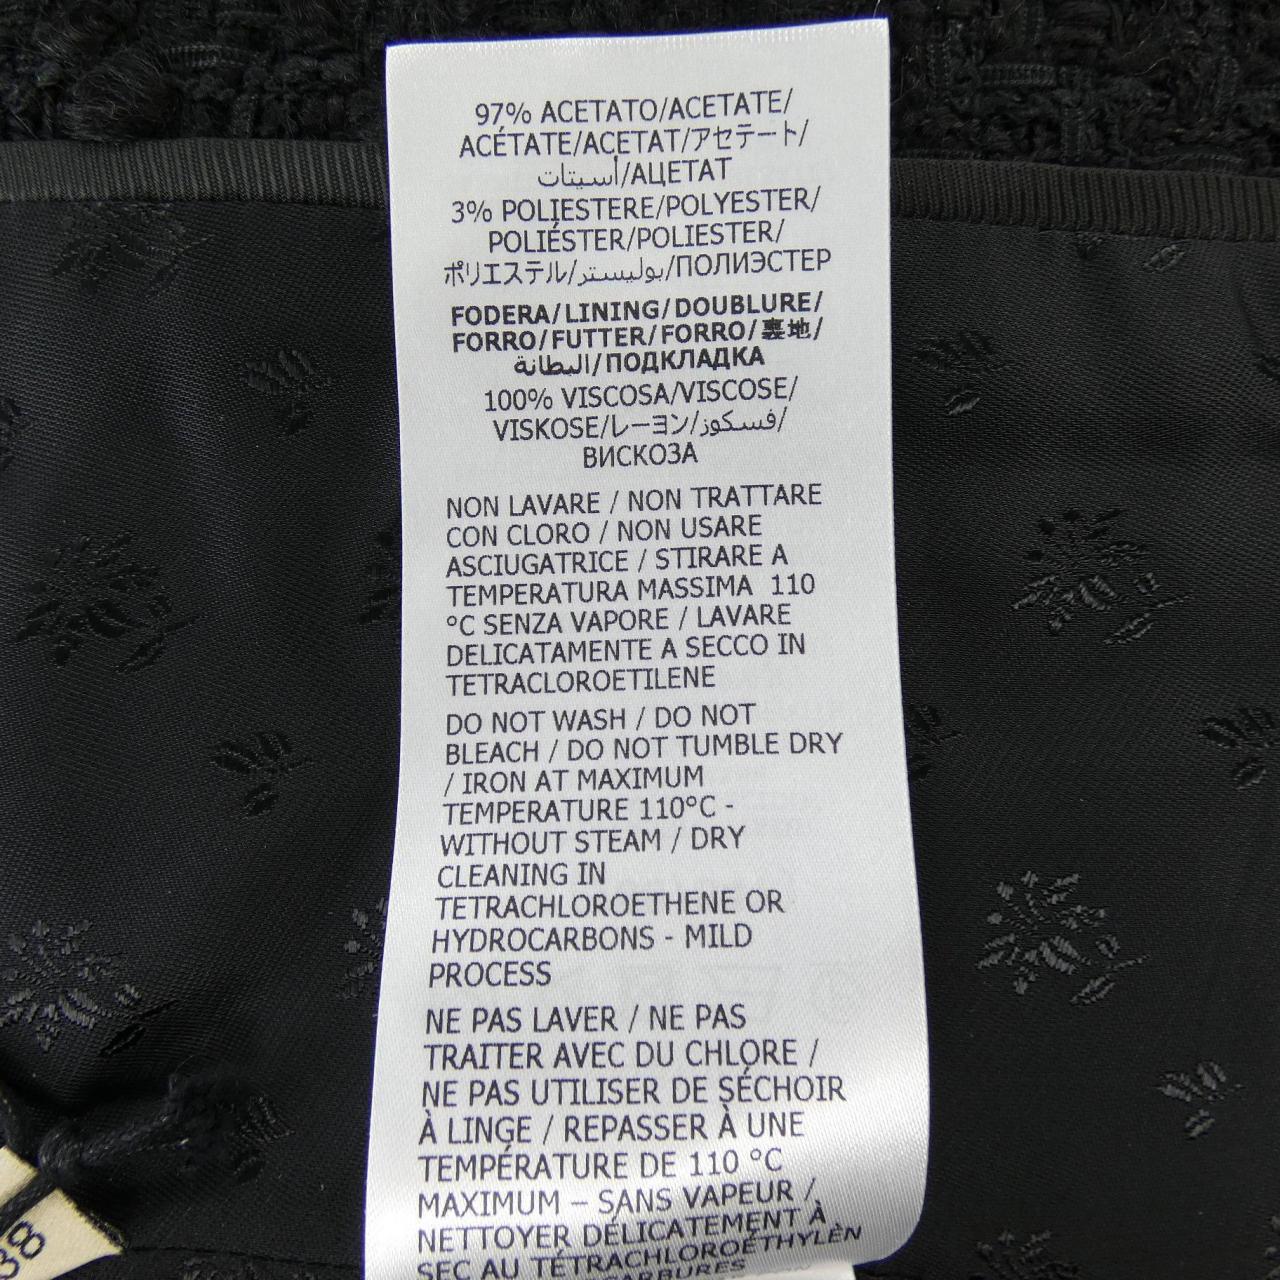 97% ACETATO/ACETATE/
ACÉTATE/ACETAT/アセテート/
أسيتات/АЦЕТАТ
3% POLIESTERE/POLYESTER/
POLIÉSTER/POLIESTER/
ポリエステル/بوليستر/ПОЛИЭСТЕР
FODERA/LINING/DOUBLURE/
FORRO/FUTTER/FORRO/裏地/
البطانة/ПОДКЛАДКА
100% VISCOSA/VISCOSE/
VISKOSE/レーヨン/فسكوز/
ВИСКОЗА
NON LAVARE / NON TRATTARE
CON CLORO / NON USARE
ASCIUGATRICE / STIRARE A
TEMPERATURA MASSIMA 110
°C SENZA VAPORE / LAVARE
DELICATAMENTE A SECCO IN
TETRACLOROETILENE
DO NOT WASH / DO NOT
BLEACH / DO NOT TUMBLE DRY
/ IRON AT MAXIMUM
TEMPERATURE 110°C -
WITHOUT STEAM / DRY
CLEANING IN
TETRACHLOROETHENE OR
HYDROCARBONS - MILD
PROCESS
NE PAS LAVER / NE PAS
TRAITER AVEC DU CHLORE /
NE PAS UTILISER DE SÉCHOIR
À LINGE / REPASSER À UNE
TEMPÉRATURE DE 110 °C
MAXIMUM – SANS VAPEUR /
NETTOYER DÉLICATEMENT À
SEC AU TÉTRACHLOROÉTHYLÈN
38